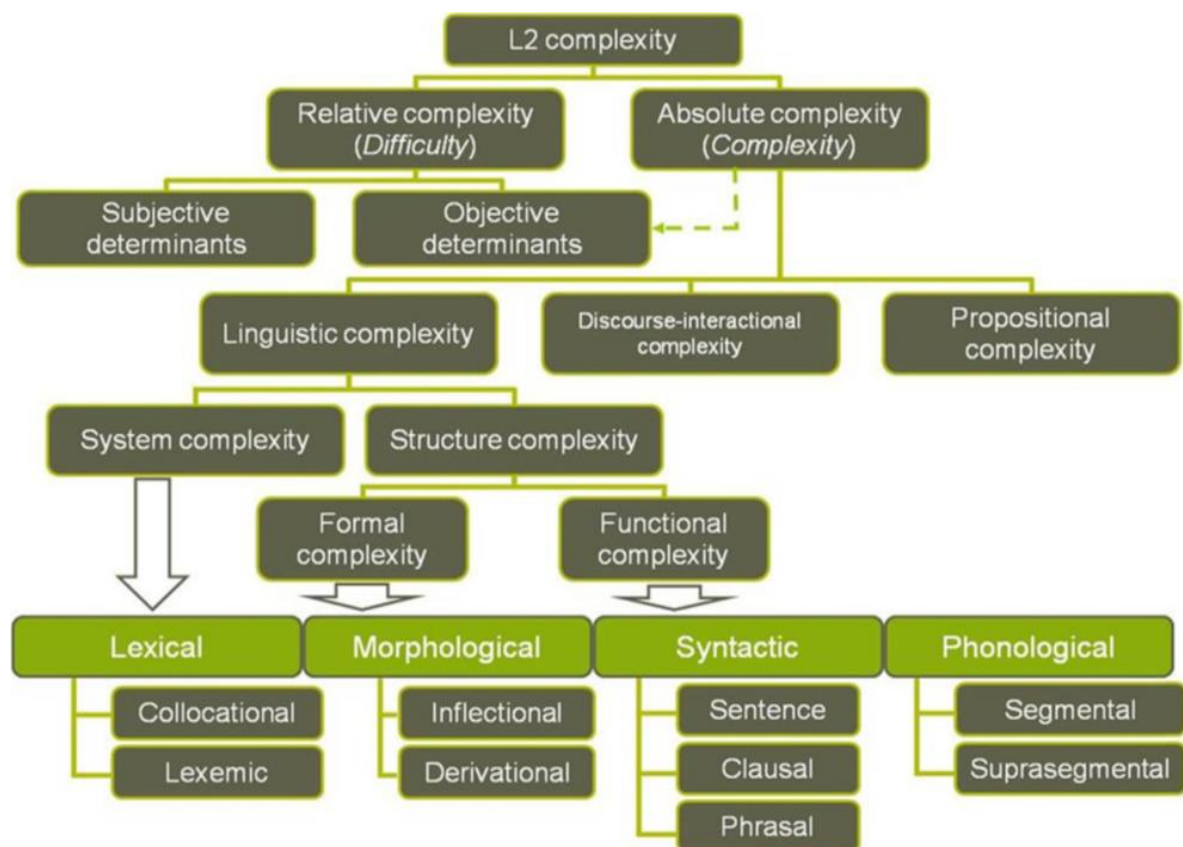 L2 complexity
Relative complexity
(Difficulty)
Absolute complexity
(Complexity)
Subjective
determinants
Objective
determinants
Linguistic complexity
Discourse-interactional
complexity
Propositional
complexity
System complexity
Structure complexity
Formal
complexity
Functional
complexity
Lexical
Morphological
Syntactic
Phonological
Collocational
Lexemic
Inflectional
Derivational
Sentence
Clausal
Phrasal
Segmental
Suprasegmental